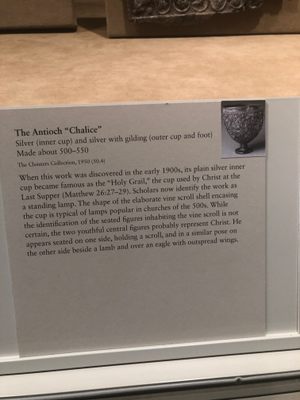 The Antioch “Chalice”
Silver (inner cup) and silver with gilding (outer cup and foot)
Made about 500–550
The Cloisters Collection, 1950 (50.4)
When this work was discovered in the early 1900s, its plain silver inner
cup became famous as the “Holy Grail,” the cup used by Christ at the
Last Supper (Matthew 26:27–29). Scholars now identify the work as
a standing lamp. The shape of the elaborate vine scroll shell encasing
the cup is typical of lamps popular in churches of the 500s. While
the identification of the seated figures inhabiting the vine scroll is not
certain, the two youthful central figures probably represent Christ. He
appears seated on one side, holding a scroll, and in a similar pose on
the other side beside a lamb and over an eagle with outspread wings.